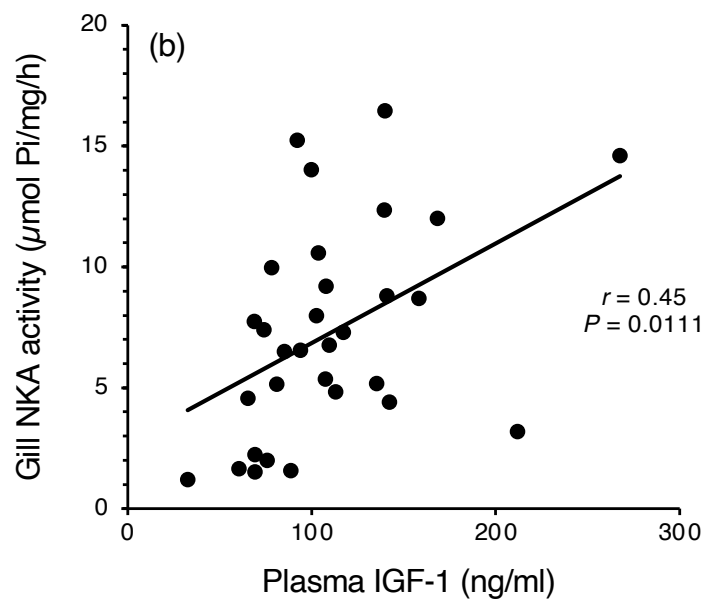 20
(b)
15
10
5
0
Gill NKA activity (µmol Pi/mg/h)
r = 0.45
P = 0.0111
0
100
200
300
Plasma IGF-1 (ng/ml)